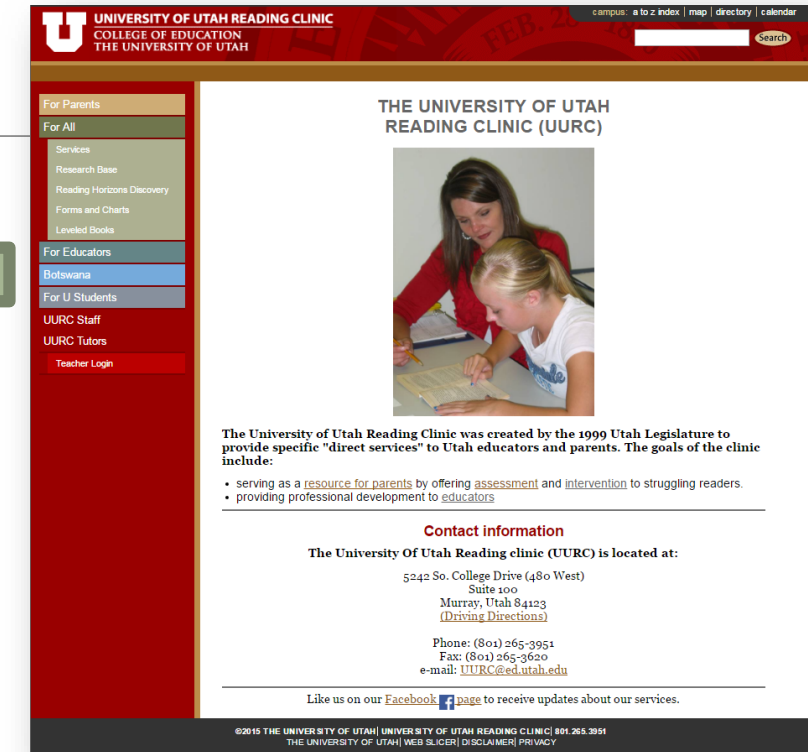 UNIVERSITY OF UTAH READING CLINIC
COLLEGE OF EDUCATION
THE UNIVERSITY OF UTAH
campus: a to z index | map | directory | calendar
Search
For Parents
For All
Services
Research Base
Reading Horizons Discovery
Forms and Charts
Leveled Books
For Educators
Botswana
For U Students
UURC Staff
UURC Tutors
Teacher Login
THE UNIVERSITY OF UTAH
READING CLINIC (UURC)
The University of Utah Reading Clinic was created by the 1999 Utah Legislature to
provide specific "direct services" to Utah educators and parents. The goals of the clinic
include:
• serving as a resource for parents by offering assessment and intervention to struggling readers.
• providing professional development to educators
Contact information
The University Of Utah Reading clinic (UURC) is located at:
5242 So. College Drive (480 West)
Suite 100
Murray, Utah 84123
(Driving Directions)
Phone: (801) 265-3951
Fax: (801) 265-3620
e-mail: UURC@ed.utah.edu
Like us on our Facebook f page to receive updates about our services.
©2015 THE UNIVERSITY OF UTAH| UNIVERSITY OF UTAH READING CLINIC| 801.265.3951
THE UNIVERSITY OF UTAH| WEB SLICER| DISCLAIMER| PRIVACY